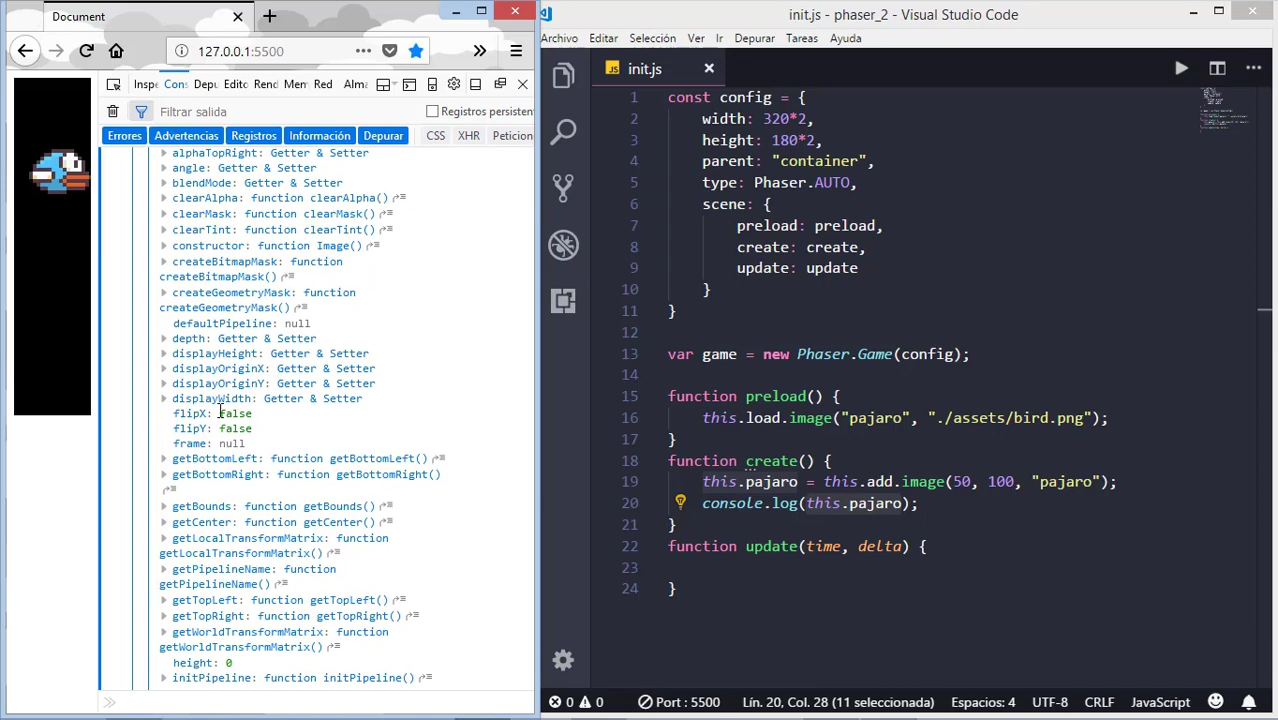 Document
127.0.0.1:5500
Inspe
Cons
Depu
Edito
Rend
Mem
Red
Alma
Filtrar salida
Registros persistent
Errores
Advertencias
Registros
Información
Depurar
CSS
XHR
Peticion
alphaTopRight: Getter & Setter
angle: Getter & Setter
blendMode: Getter & Setter
clearAlpha: function clearAlpha()
clearMask: function clearMask()
clearTint: function clearTint()
constructor: function Image()
createBitmapMask: function
createBitmapMask()
createGeometryMask: function
createGeometryMask()
defaultPipeline: null
depth: Getter & Setter
displayHeight: Getter & Setter
displayOriginX: Getter & Setter
displayOriginY: Getter & Setter
displayWidth: Getter & Setter
flipX: false
flipY: false
frame: null
getBottomLeft: function getBottomLeft()
getBottomRight: function getBottomRight()
getBounds: function getBounds()
getCenter: function getCenter()
getLocalTransformMatrix: function
getLocalTransformMatrix()
getPipelineName: function
getPipelineName()
getTopLeft: function getTopLeft()
getTopRight: function getTopRight()
getWorldTransformMatrix: function
getWorldTransformMatrix()
height: 0
initPipeline: function initPipeline()
init.js - phaser_2 - Visual Studio Code
Archivo Editar Selección Ver Ir Depurar Tareas Ayuda
JS init.js
1 const config = {
2 width: 320*2,
3 height: 180*2,
4 parent: "container",
5 type: Phaser.AUTO,
6 scene: {
7 preload: preload,
8 create: create,
9 update: update
10 }
11 }
12
13 var game = new Phaser.Game(config);
14
15 function preload() {
16 this.load.image("pajaro", "./assets/bird.png");
17 }
18 function create() {
19 this.pajaro = this.add.image(50, 100, "pajaro");
20 console.log(this.pajaro);
21 }
22 function update(time, delta) {
23
24 }
0 0 Port : 5500 Lín. 20, Col. 28 (11 seleccionada) Espacios: 4 UTF-8 CRLF JavaScript